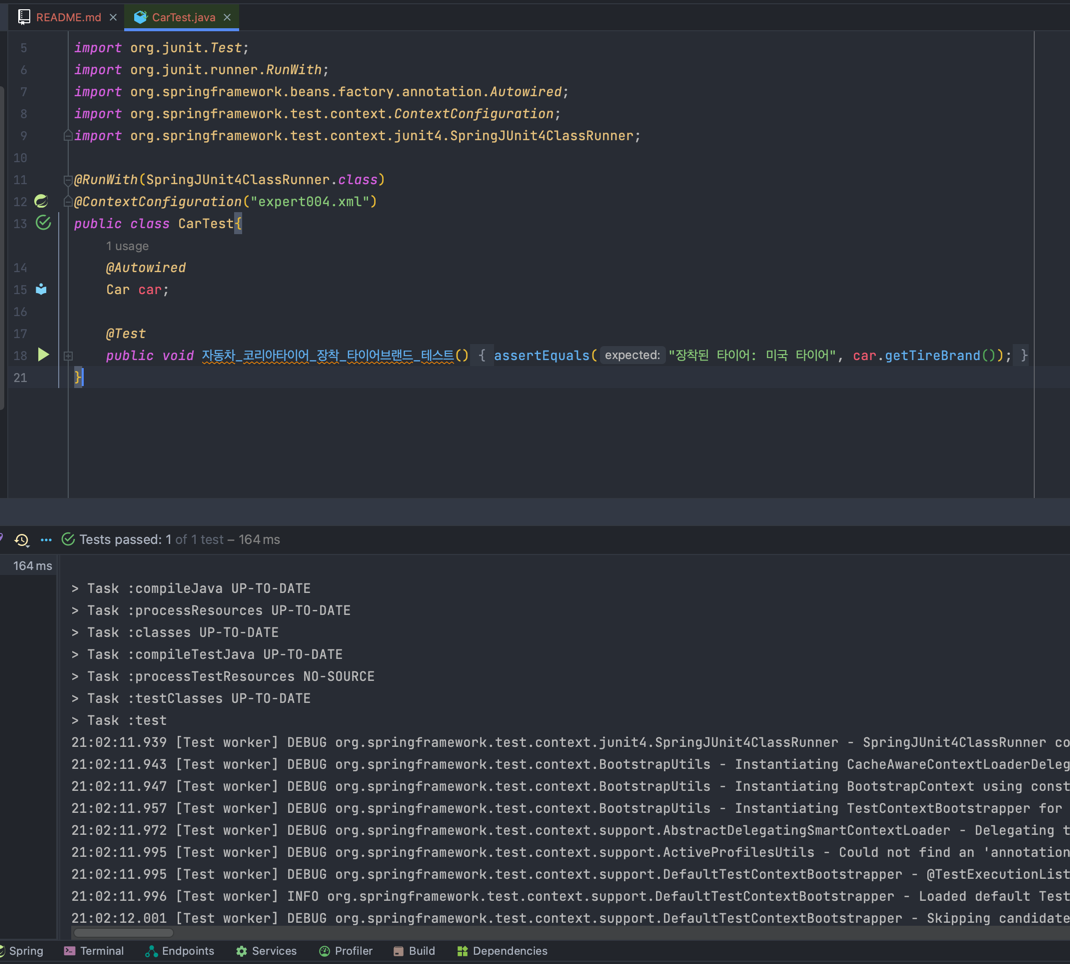 README.md CarTest.java
5 import org.junit.Test;
6 import org.junit.runner.RunWith;
7 import org.springframework.beans.factory.annotation.Autowired;
8 import org.springframework.test.context.ContextConfiguration;
9 import org.springframework.test.context.junit4.SpringJUnit4ClassRunner;
10
11 @RunWith(SpringJUnit4ClassRunner.class)
12 @ContextConfiguration("expert004.xml")
13 public class CarTest{
1 usage
14 @Autowired
15 Car car;
16
17 @Test
18 public void 자동차_코리아타이어_장착_타이어브랜드_테스트() { assertEquals( expected: "장착된 타이어: 미국 타이어", car.getTireBrand()); }
21 }
Tests passed: 1 of 1 test – 164 ms
164 ms
> Task :compileJava UP-TO-DATE
> Task :processResources UP-TO-DATE
> Task :classes UP-TO-DATE
> Task :compileTestJava UP-TO-DATE
> Task :processTestResources NO-SOURCE
> Task :testClasses UP-TO-DATE
> Task :test
21:02:11.939 [Test worker] DEBUG org.springframework.test.context.junit4.SpringJUnit4ClassRunner - SpringJUnit4ClassRunner co
21:02:11.943 [Test worker] DEBUG org.springframework.test.context.BootstrapUtils - Instantiating CacheAwareContextLoaderDeleg
21:02:11.947 [Test worker] DEBUG org.springframework.test.context.BootstrapUtils - Instantiating BootstrapContext using const
21:02:11.957 [Test worker] DEBUG org.springframework.test.context.BootstrapUtils - Instantiating TestContextBootstrapper for
21:02:11.972 [Test worker] DEBUG org.springframework.test.context.support.AbstractDelegatingSmartContextLoader - Delegating t
21:02:11.995 [Test worker] DEBUG org.springframework.test.context.support.ActiveProfilesUtils - Could not find an 'annotation
21:02:11.995 [Test worker] DEBUG org.springframework.test.context.support.DefaultTestContextBootstrapper - @TestExecutionList
21:02:11.996 [Test worker] INFO org.springframework.test.context.support.DefaultTestContextBootstrapper - Loaded default Test
21:02:12.001 [Test worker] DEBUG org.springframework.test.context.support.DefaultTestContextBootstrapper - Skipping candidate
Spring Terminal Endpoints Services Profiler Build Dependencies